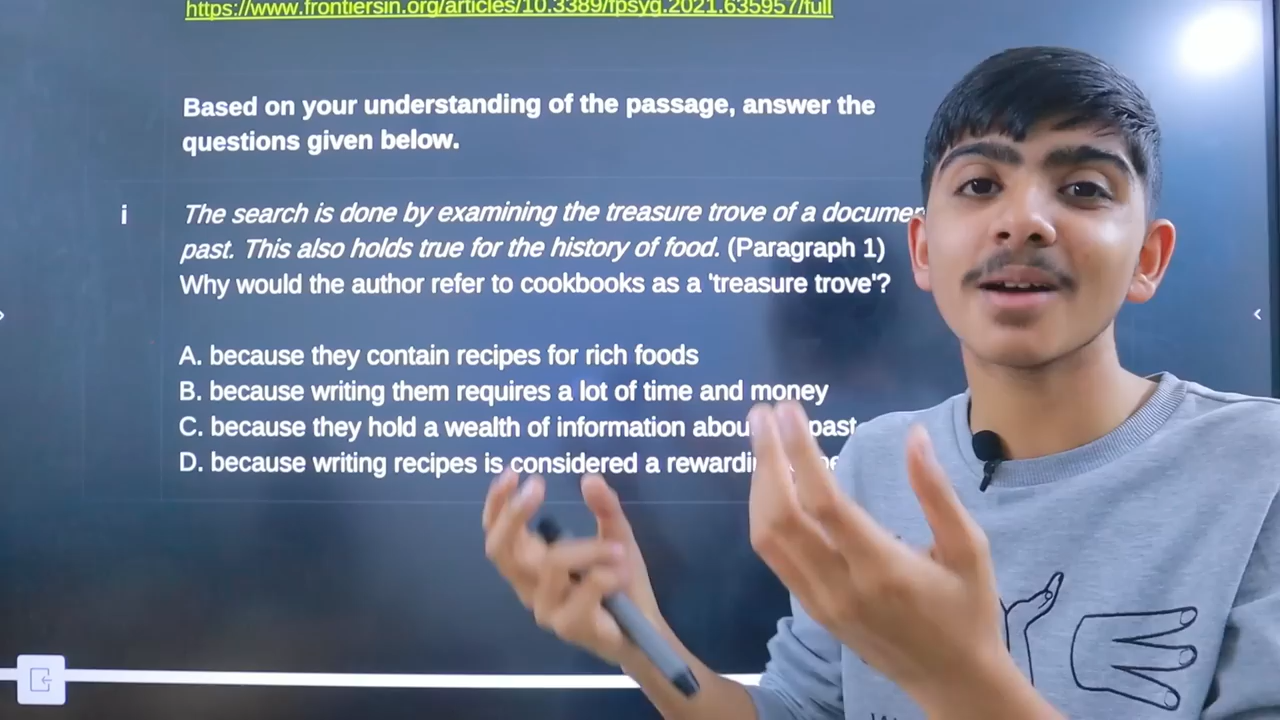 https://www.frontiersin.org/articles/10.3389/fpsyg.2021.635957/full
Based on your understanding of the passage, answer the
questions given below.
i The search is done by examining the treasure trove of a
past. This also holds true for the history of food. (Paragraph 1)
Why would the author refer to cookbooks as a 'treasure trove'?
A. because they contain recipes for rich foods
B. because writing them requires a lot of time and money
C. because they hold a wealth of information past
D. because writing recipes is considered a